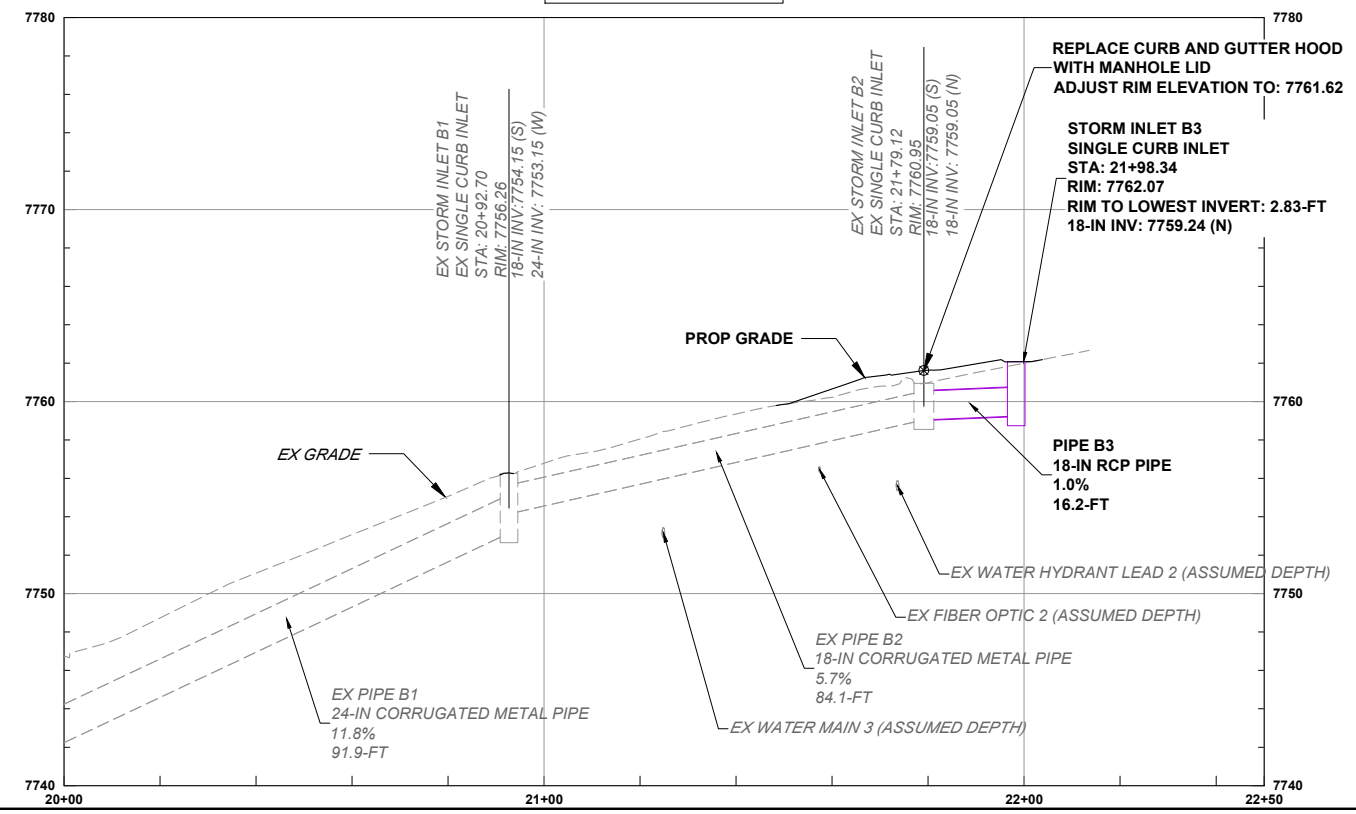 7780
7780
REPLACE CURB AND GUTTER HOOD
WITH MANHOLE LID
ADJUST RIM ELEVATION TO: 7761.62
EX STORM INLET B1
EX SINGLE CURB INLET
STA: 20+92.70
RIM: 7756.26
18-IN INV:7754.15 (S)
24-IN INV: 7753.15 (W)
EX STORM INLET B2
EX SINGLE CURB INLET
STA: 21+79.12
RIM: 7760.95
18-IN INV:7759.05 (S)
18-IN INV: 7759.05 (N)
STORM INLET B3
SINGLE CURB INLET
STA: 21+98.34
RIM: 7762.07
RIM TO LOWEST INVERT: 2.83-FT
18-IN INV: 7759.24 (N)
7770
7770
PROP GRADE
7760
7760
EX GRADE
PIPE B3
18-IN RCP PIPE
1.0%
16.2-FT
EX WATER HYDRANT LEAD 2 (ASSUMED DEPTH)
7750
7750
EX FIBER OPTIC 2 (ASSUMED DEPTH)
EX PIPE B2
18-IN CORRUGATED METAL PIPE
5.7%
84.1-FT
EX PIPE B1
24-IN CORRUGATED METAL PIPE
11.8%
91.9-FT
EX WATER MAIN 3 (ASSUMED DEPTH)
7740
7740
20+00
21+00
22+00
22+50